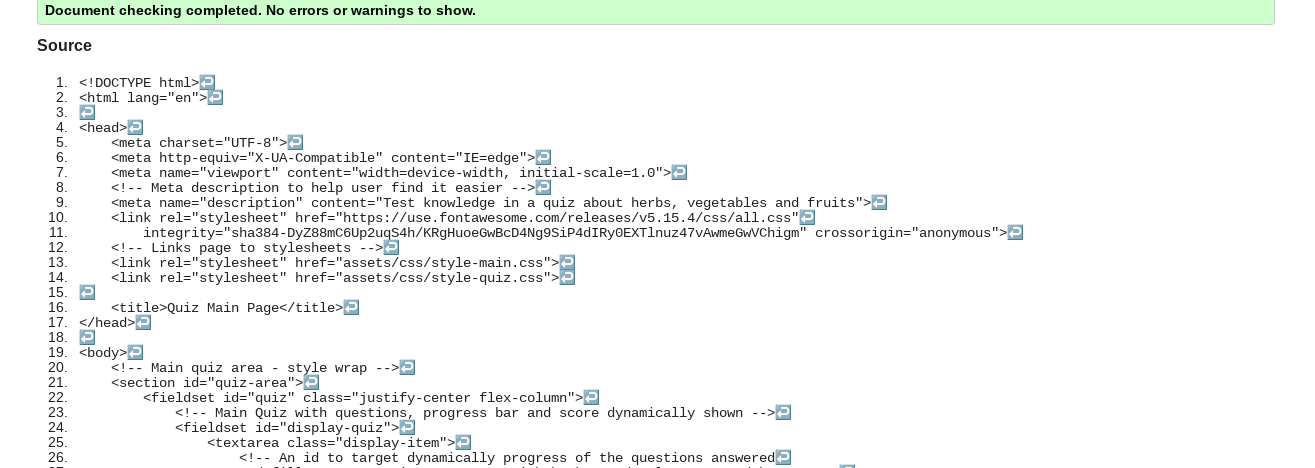 Document checking completed. No errors or warnings to show.
Source
1. <!DOCTYPE html>↩
2. <html lang="en">↩
3. ↩
4. <head>↩
5. <meta charset="UTF-8">↩
6. <meta http-equiv="X-UA-Compatible" content="IE=edge">↩
7. <meta name="viewport" content="width=device-width, initial-scale=1.0">↩
8. <!-- Meta description to help user find it easier -->↩
9. <meta name="description" content="Test knowledge in a quiz about herbs, vegetables and fruits">↩
10. <link rel="stylesheet" href="https://use.fontawesome.com/releases/v5.15.4/css/all.css"↩
11. integrity="sha384-DyZ88mC6Up2uqS4h/KRgHuoeGwBcD4Ng9SiP4dIRy0EXTlnuz47vAwmeGwVChigm" crossorigin="anonymous">↩
12. <!-- Links page to stylesheets -->↩
13. <link rel="stylesheet" href="assets/css/style-main.css">↩
14. <link rel="stylesheet" href="assets/css/style-quiz.css">↩
15. ↩
16. <title>Quiz Main Page</title>↩
17. </head>↩
18. ↩
19. <body>↩
20. <!-- Main quiz area - style wrap -->↩
21. <section id="quiz-area">↩
22. <fieldset id="quiz" class="justify-center flex-column">↩
23. <!-- Main Quiz with questions, progress bar and score dynamically shown -->↩
24. <fieldset id="display-quiz">↩
25. <textarea class="display-item">↩
26. <!-- An id to target dynamically progress of the questions answered↩